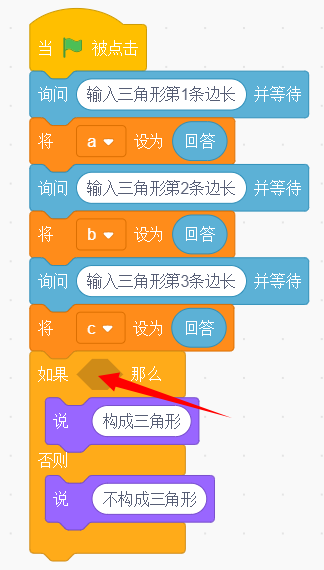 当 被点击
询问 输入三角形第1条边长 并等待
将 a 设为 回答
询问 输入三角形第2条边长 并等待
将 b 设为 回答
询问 输入三角形第3条边长 并等待
将 c 设为 回答
如果 那么
说 构成三角形
否则
说 不构成三角形